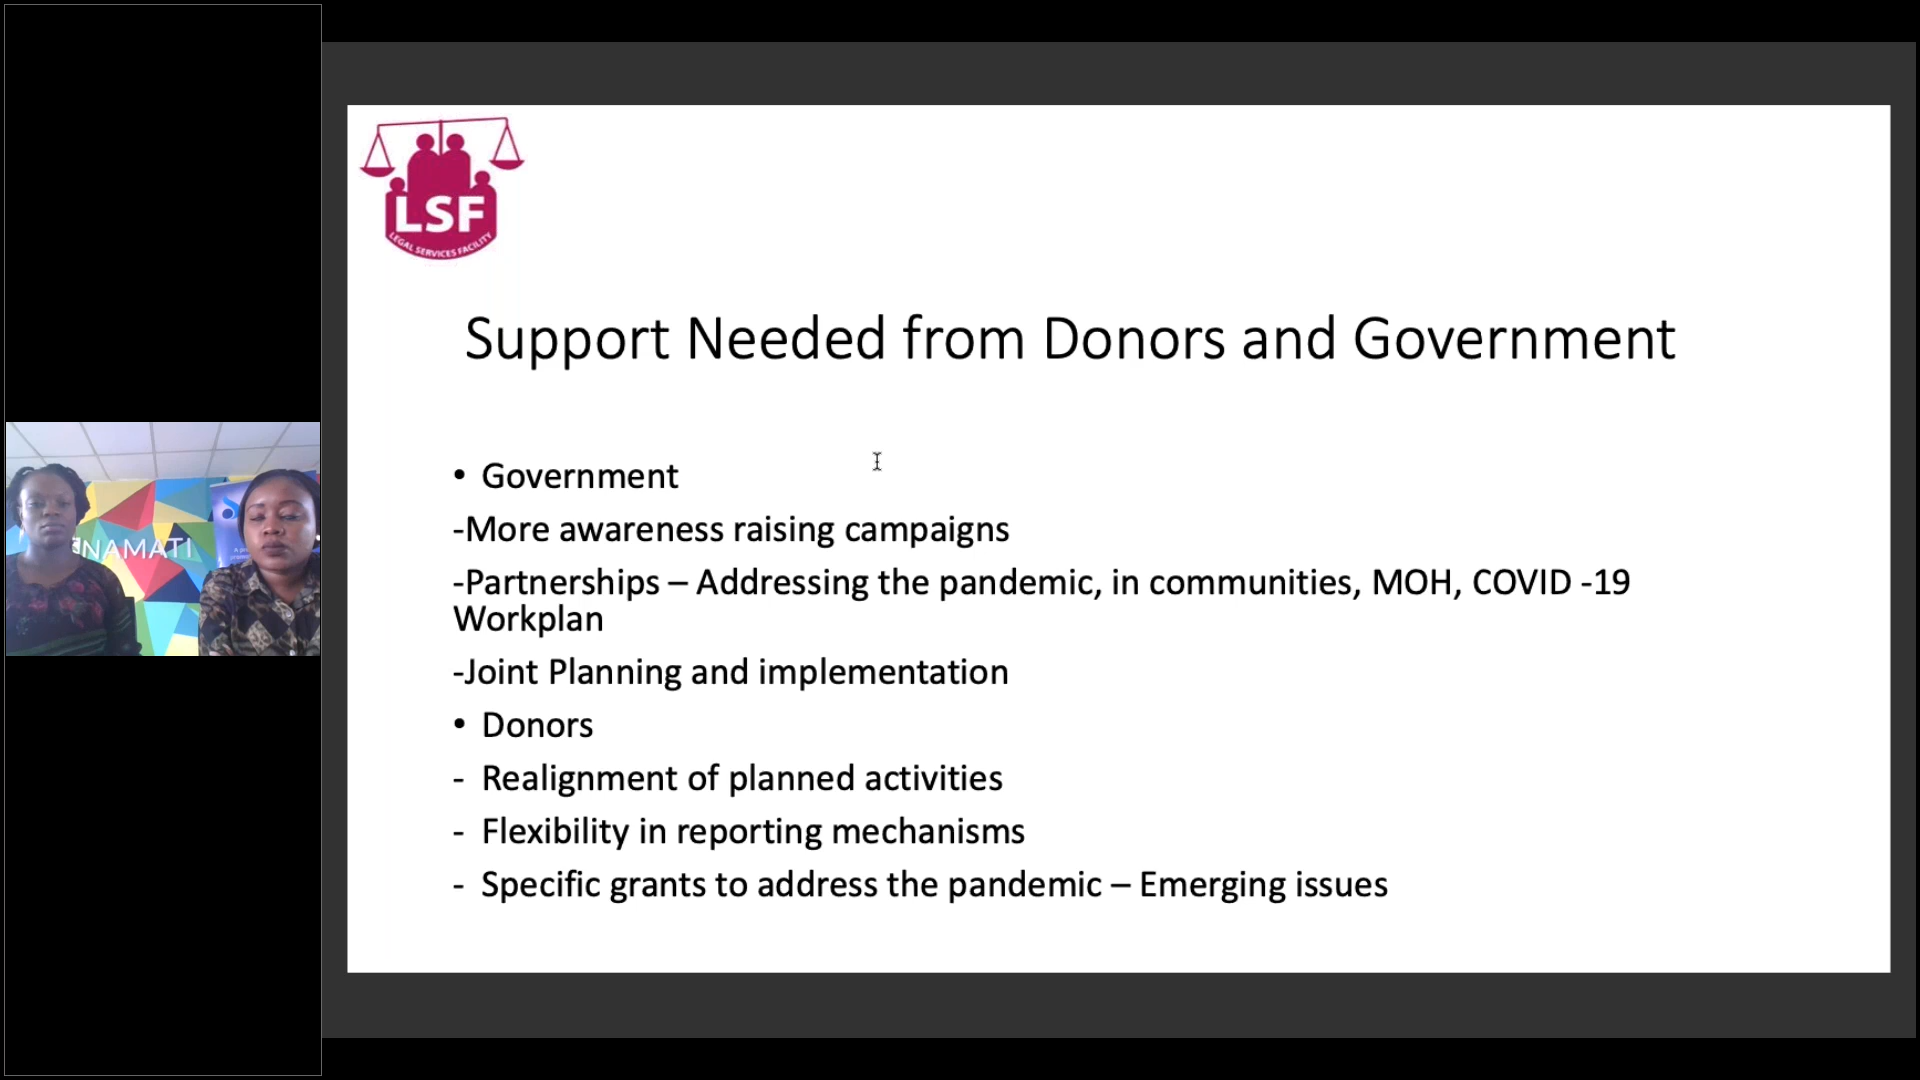 LSF
LEGAL SERVICES FACILITY
Support Needed from Donors and Government
• Government
-More awareness raising campaigns
-Partnerships – Addressing the pandemic, in communities, MOH, COVID -19
Workplan
-Joint Planning and implementation
• Donors
- Realignment of planned activities
- Flexibility in reporting mechanisms
- Specific grants to address the pandemic – Emerging issues
NAMATI